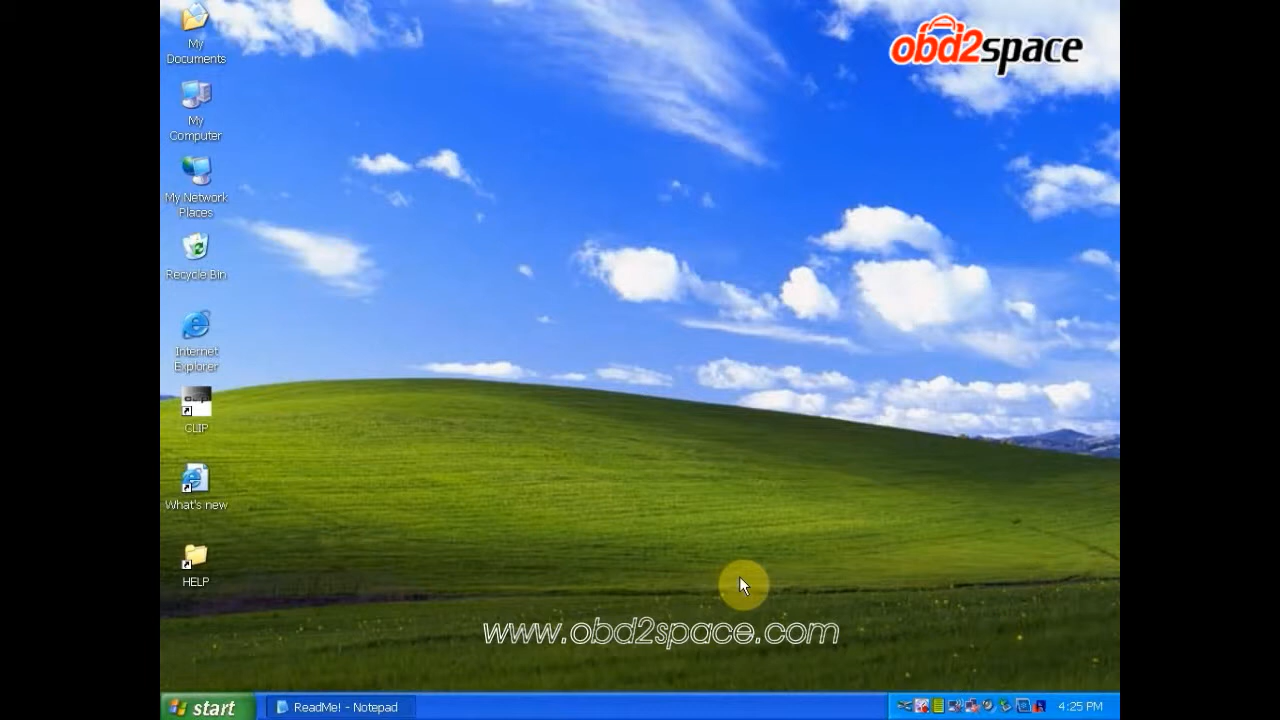 obd2space
My
Documents
My
Computer
My Network
Places
Recycle Bin
Internet
Explorer
CLIP
What's new
HELP
www.obd2space.com
start
ReadMe! - Notepad
4:25 PM